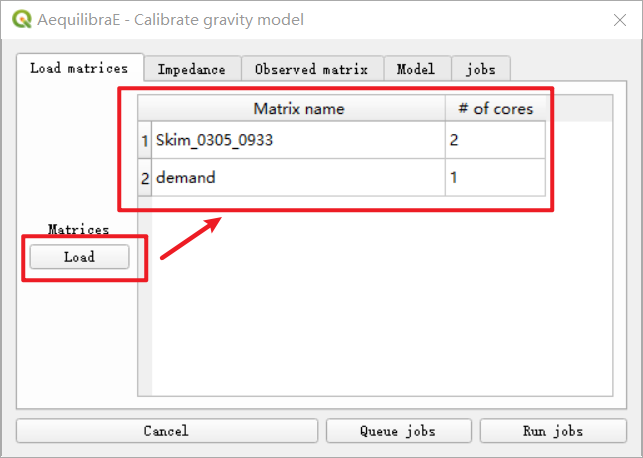 AequilibraE - Calibrate gravity model
Load matrices Impedance Observed matrix Model jobs
Matrix name # of cores
1 Skim_0305_0933 2
2 demand 1
Matrices
Load
Cancel Queue jobs Run jobs